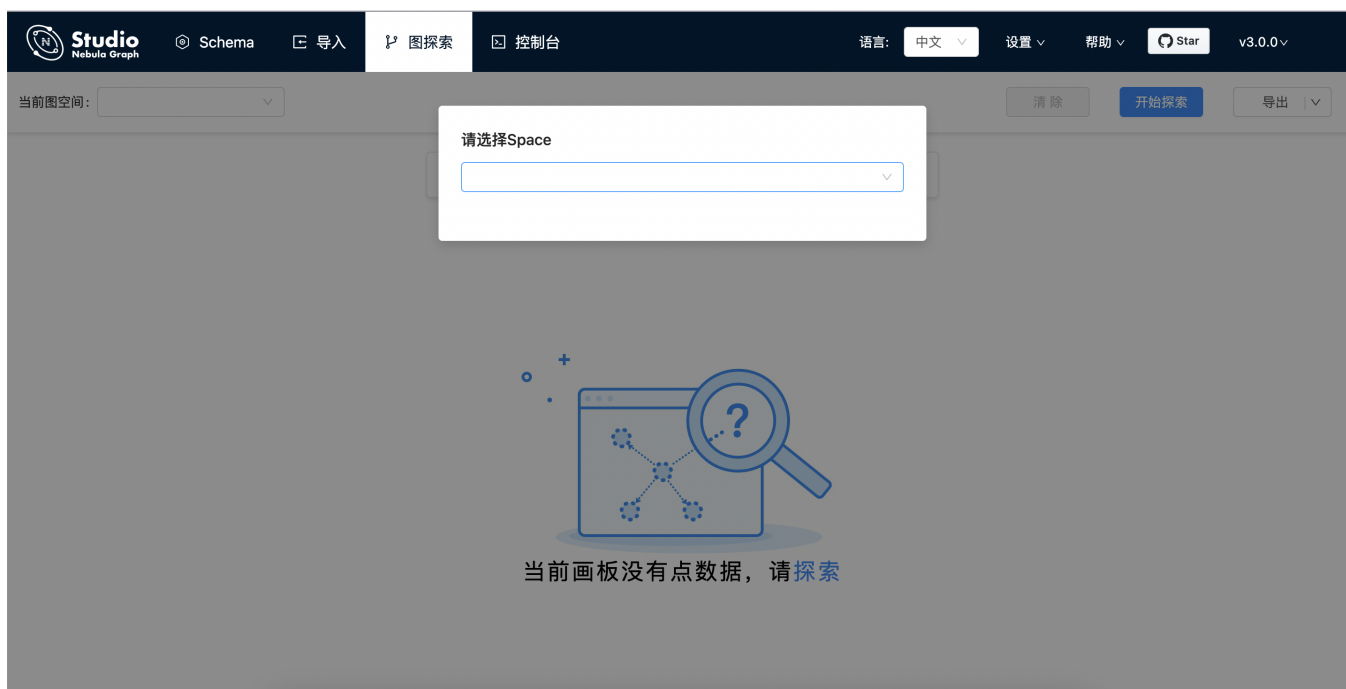 Studio
Nebula Graph
Schema
导入
图探索
控制台
语言:
中文
设置
帮助
Star
v3.0.0
当前图空间:
清 除
开始探索
导出
请选择Space
?
当前画板没有点数据，请探索